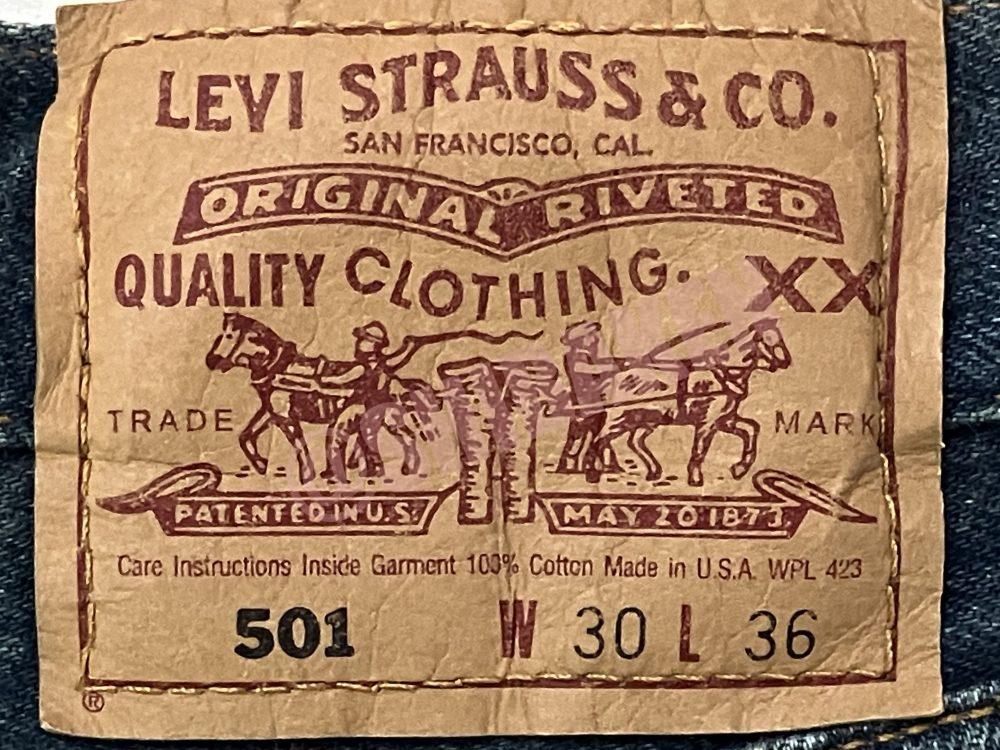 LEVI STRAUSS & CO.
SAN FRANCISCO, CAL.
ORIGINAL RIVETED
QUALITY CLOTHING. XX
TRADE MARK
PATENTED IN U.S. MAY 20 1873.
Care Instructions Inside Garment 100% Cotton Made in U.S.A. WPL 423
501 W 30 L 36
®